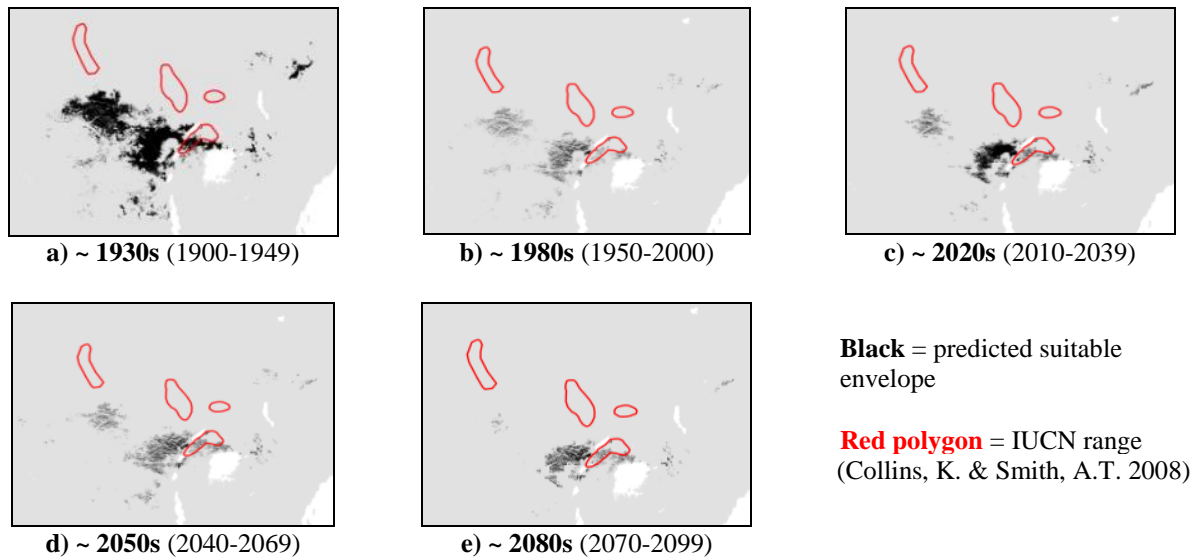 a) ~ 1930s (1900-1949)
b) ~ 1980s (1950-2000)
c) ~ 2020s (2010-2039)
d) ~ 2050s (2040-2069)
e) ~ 2080s (2070-2099)
Black = predicted suitable
envelope
Red polygon = IUCN range
(Collins, K. & Smith, A.T. 2008)